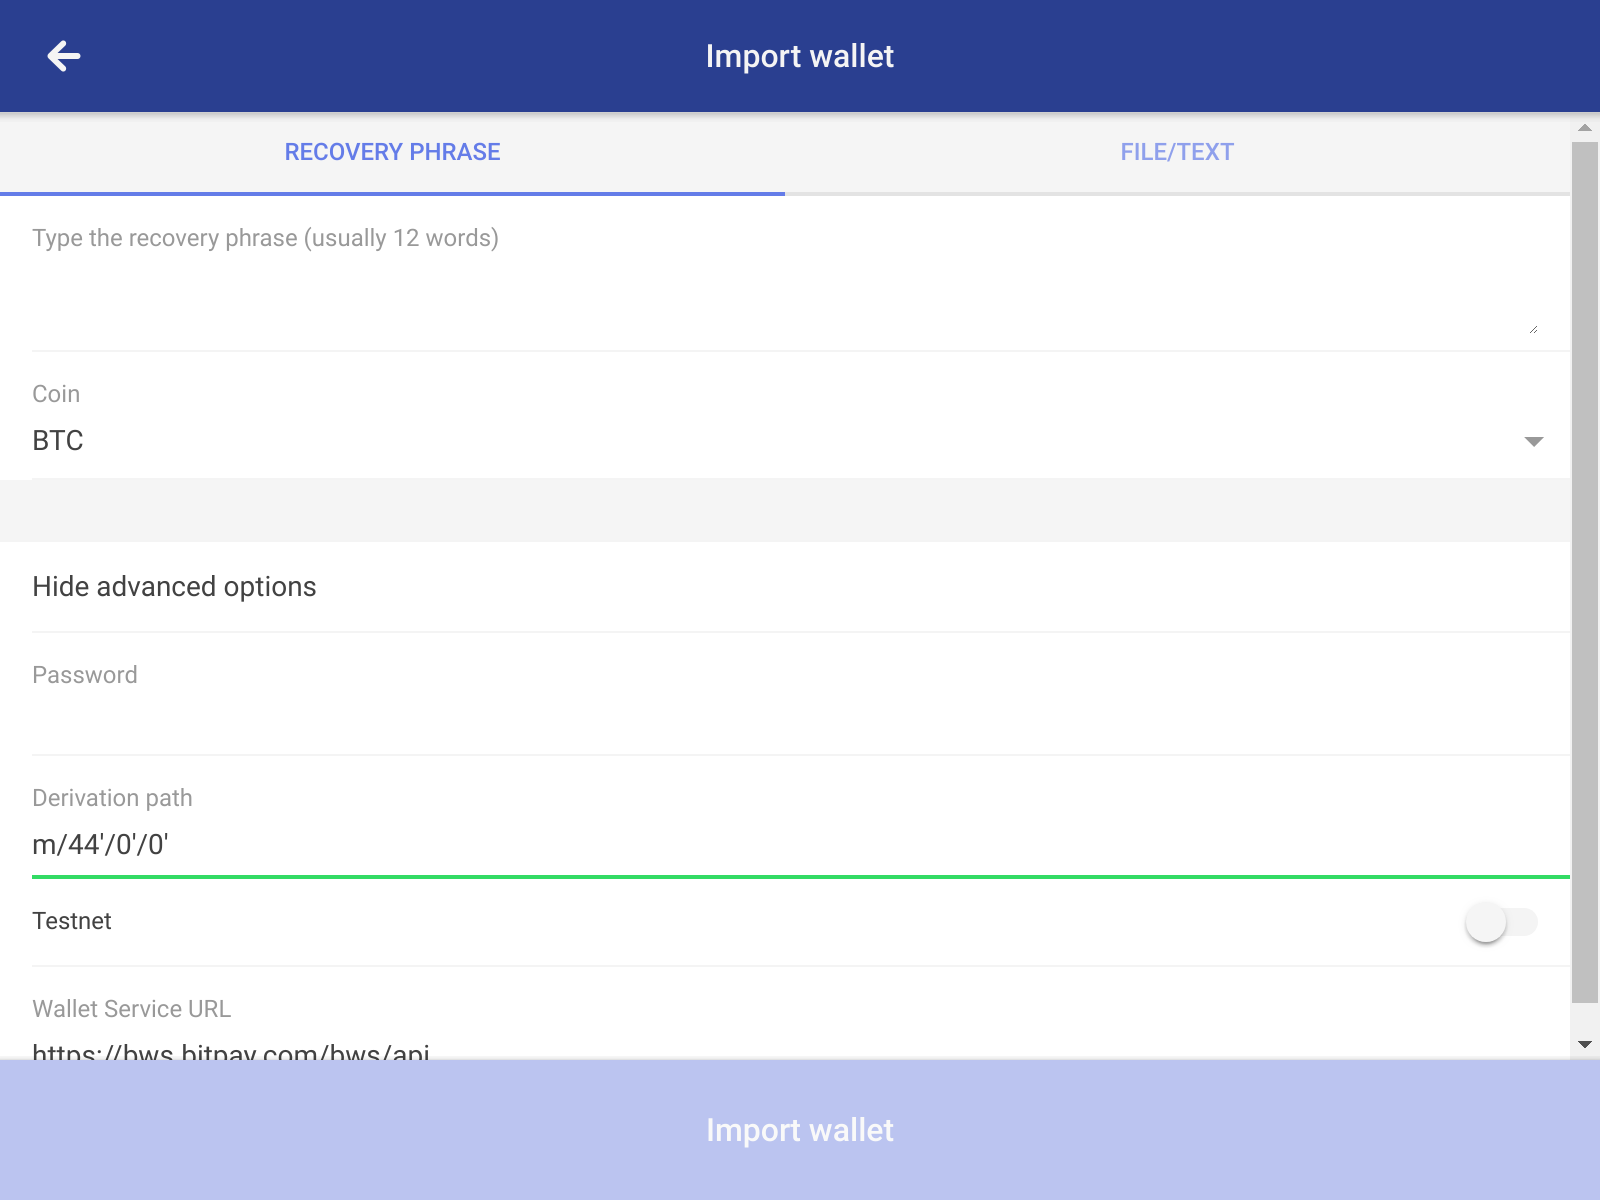 Import wallet
RECOVERY PHRASE
FILE/TEXT
Type the recovery phrase (usually 12 words)
Coin
BTC
Hide advanced options
Password
Derivation path
m/44'/0'/0'
Testnet
Wallet Service URL
https://bws.bitpay.com/bws/api
Import wallet